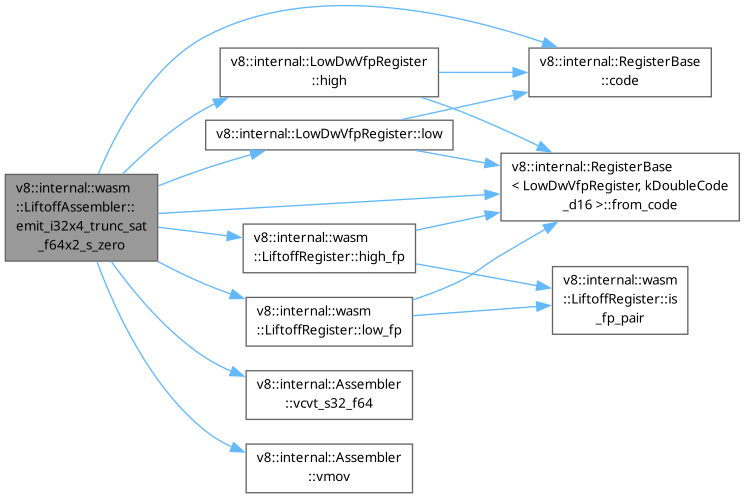 v8::internal::wasm
::LiftoffAssembler::
emit_i32x4_trunc_sat
_f64x2_s_zero
v8::internal::LowDwVfpRegister
::high
v8::internal::LowDwVfpRegister::low
v8::internal::wasm
::LiftoffRegister::high_fp
v8::internal::wasm
::LiftoffRegister::low_fp
v8::internal::Assembler
::vcvt_s32_f64
v8::internal::Assembler
::vmov
v8::internal::RegisterBase
::code
v8::internal::RegisterBase
< LowDwVfpRegister, kDoubleCode
_d16 >::from_code
v8::internal::wasm
::LiftoffRegister::is
_fp_pair